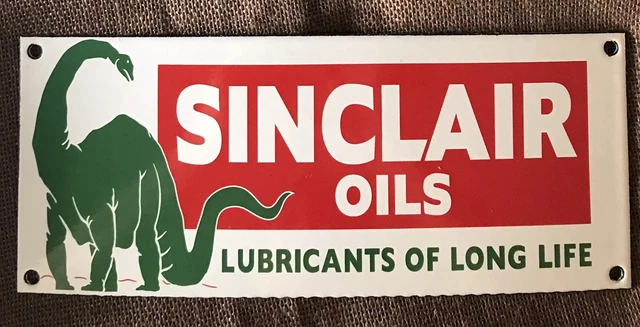 SINCLAIR
OILS
LUBRICANTS OF LONG LIFE